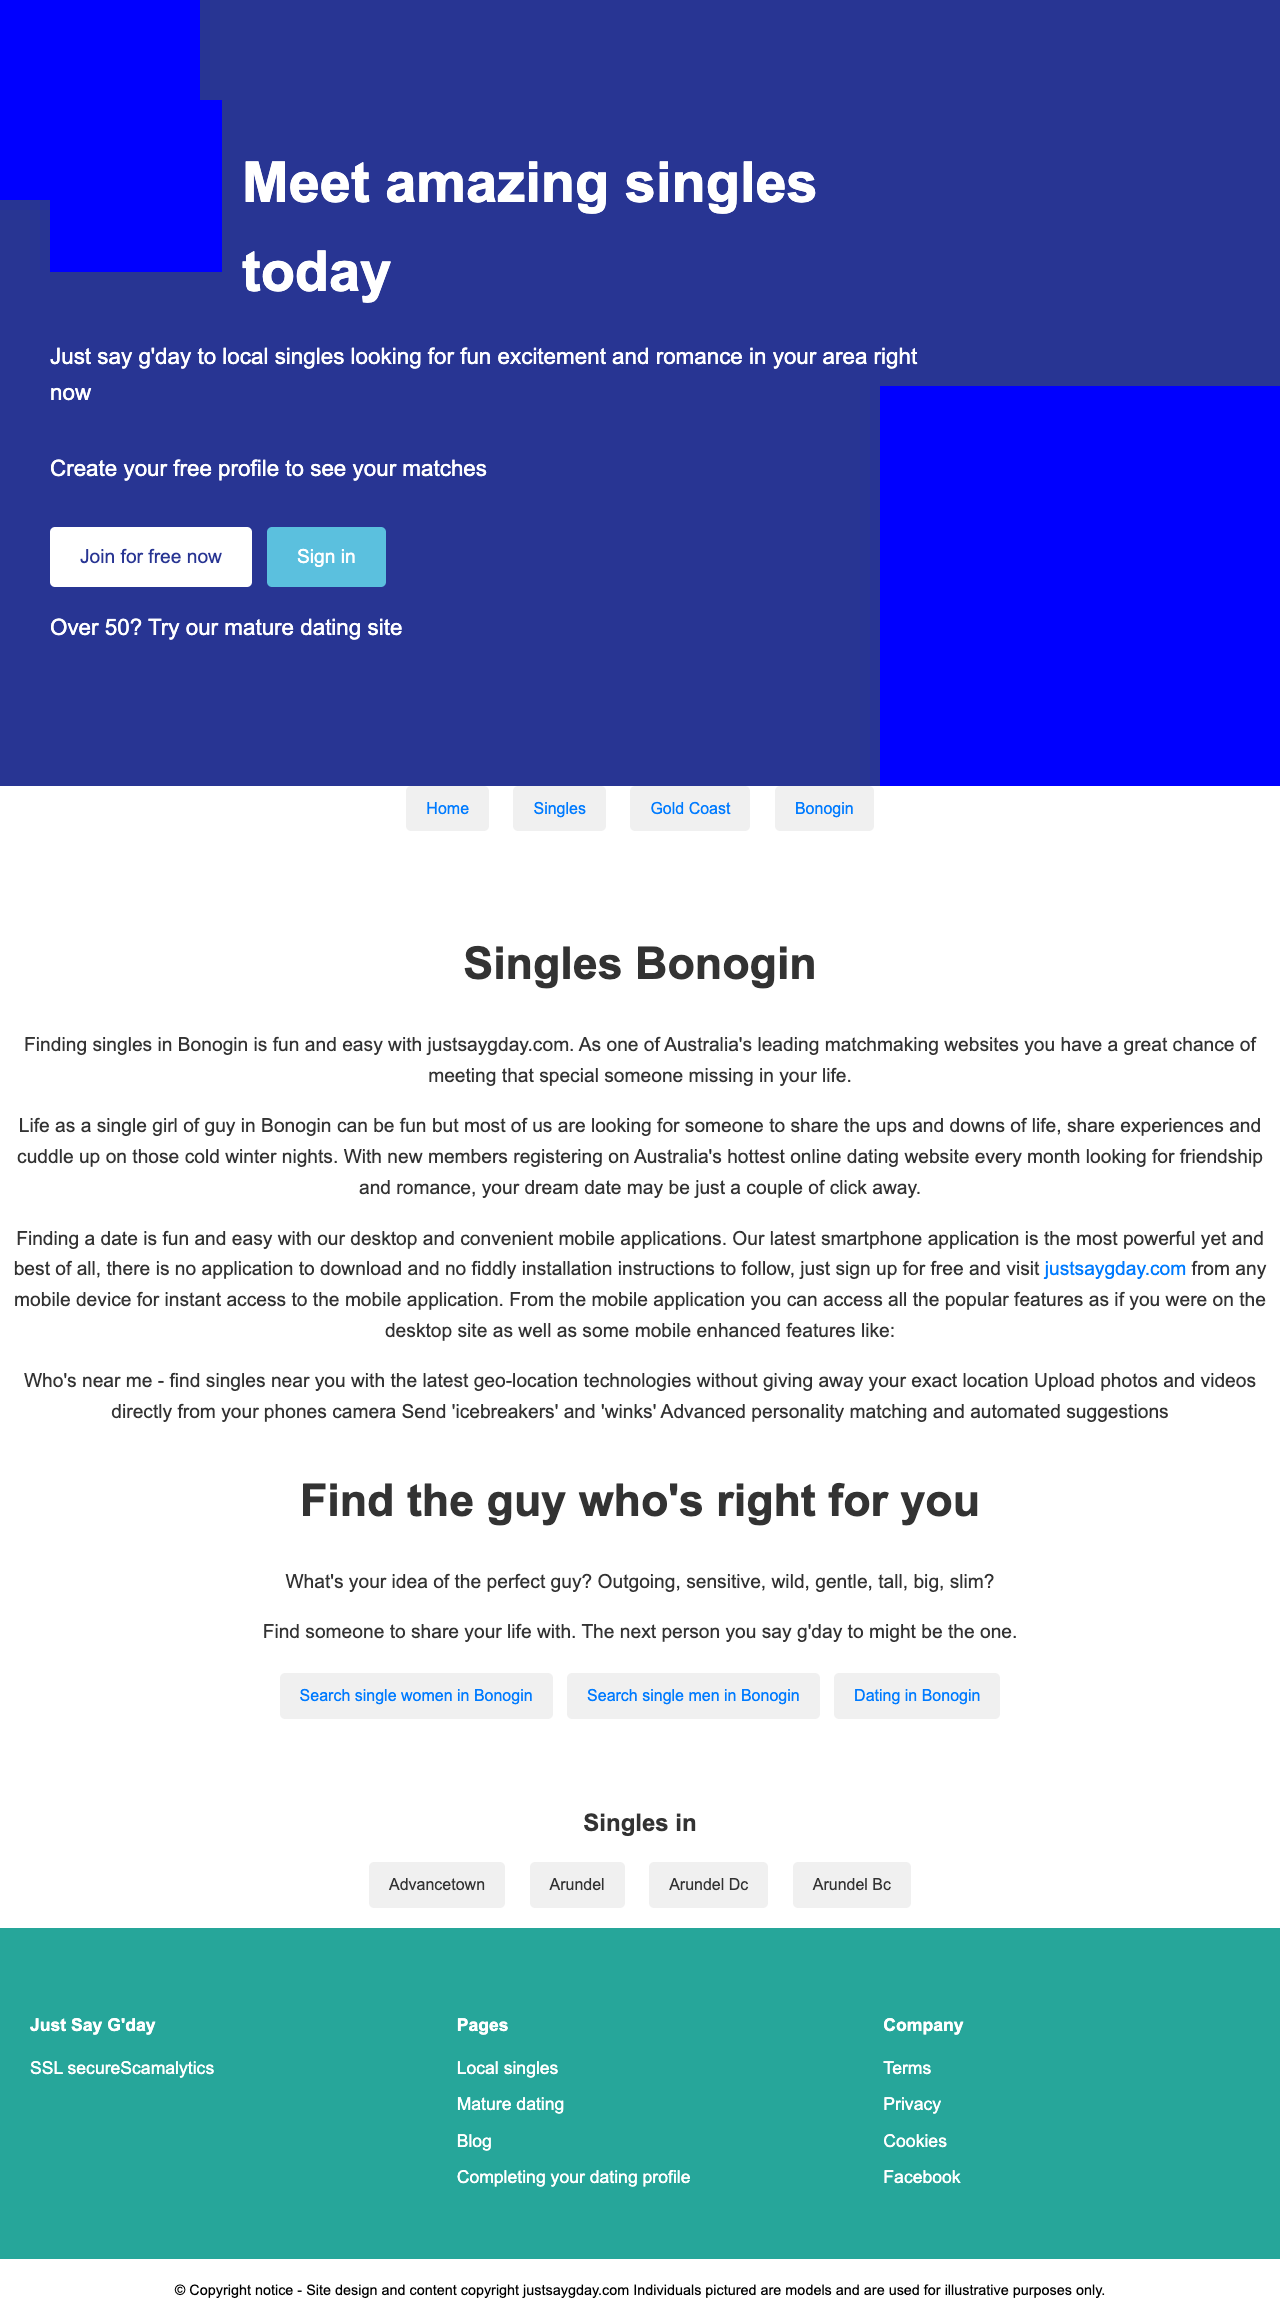 Meet amazing singles
today
Just say g'day to local singles looking for fun excitement and romance in your area right
now
Create your free profile to see your matches
Join for free now
Sign in
Over 50? Try our mature dating site
Home
Singles
Gold Coast
Bonogin
Singles Bonogin
Finding singles in Bonogin is fun and easy with justsaygday.com. As one of Australia's leading matchmaking websites you have a great chance of
meeting that special someone missing in your life.
Life as a single girl of guy in Bonogin can be fun but most of us are looking for someone to share the ups and downs of life, share experiences and
cuddle up on those cold winter nights. With new members registering on Australia's hottest online dating website every month looking for friendship
and romance, your dream date may be just a couple of click away.
Finding a date is fun and easy with our desktop and convenient mobile applications. Our latest smartphone application is the most powerful yet and
best of all, there is no application to download and no fiddly installation instructions to follow, just sign up for free and visit justsaygday.com from any
mobile device for instant access to the mobile application. From the mobile application you can access all the popular features as if you were on the
desktop site as well as some mobile enhanced features like:
Who's near me - find singles near you with the latest geo-location technologies without giving away your exact location Upload photos and videos
directly from your phones camera Send 'icebreakers' and 'winks' Advanced personality matching and automated suggestions
Find the guy who's right for you
What's your idea of the perfect guy? Outgoing, sensitive, wild, gentle, tall, big, slim?
Find someone to share your life with. The next person you say g'day to might be the one.
Search single women in Bonogin
Search single men in Bonogin
Dating in Bonogin
Singles in
Advancetown
Arundel
Arundel Dc
Arundel Bc
Just Say G'day
SSL secureScamalytics
Pages
Local singles
Mature dating
Blog
Completing your dating profile
Company
Terms
Privacy
Cookies
Facebook
© Copyright notice - Site design and content copyright justsaygday.com Individuals pictured are models and are used for illustrative purposes only.